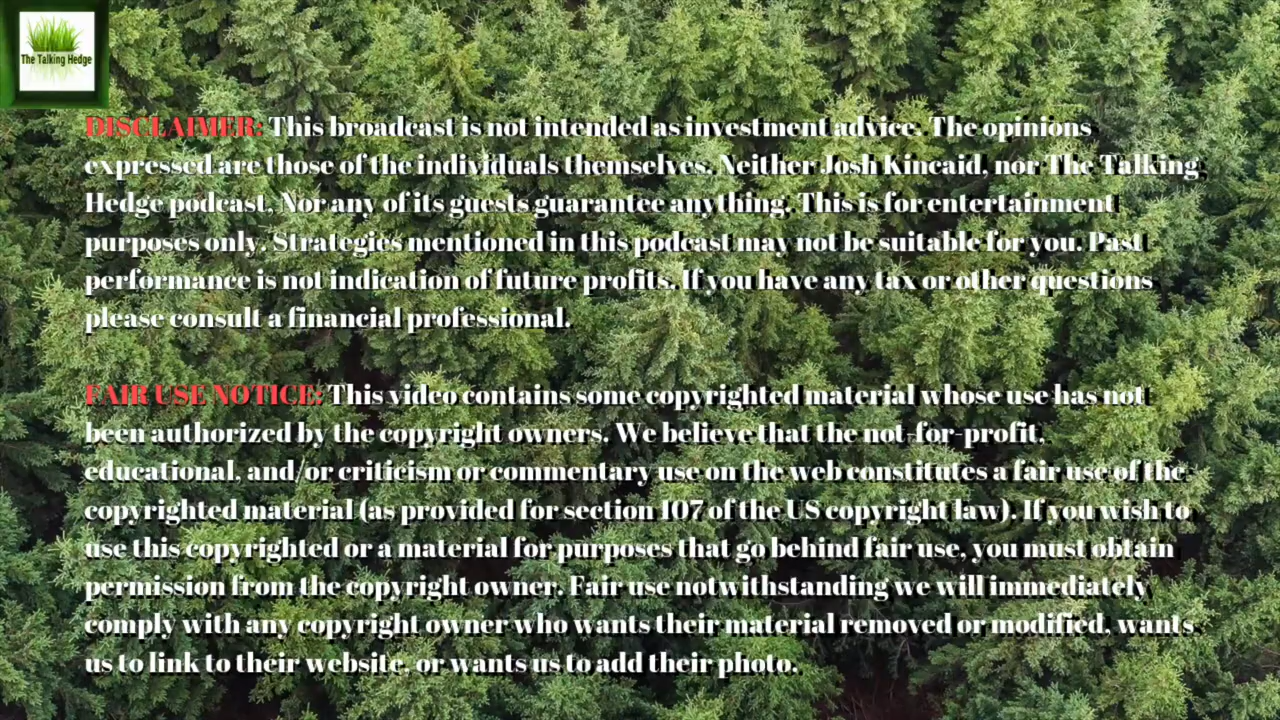 The Talking Hedge
DISCLAIMER: This broadcast is not intended as investment advice. The opinions
expressed are those of the individuals themselves. Neither Josh Kincaid, nor The Talking
Hedge podcast, Nor any of its guests guarantee anything. This is for entertainment
purposes only. Strategies mentioned in this podcast may not be suitable for you. Past
performance is not indication of future profits. If you have any tax or other questions
please consult a financial professional.
FAIR USE NOTICE: This video contains some copyrighted material whose use has not
been authorized by the copyright owners. We believe that the not-for-profit,
educational, and/or criticism or commentary use on the web constitutes a fair use of the
copyrighted material (as provided for section 107 of the US copyright law). If you wish to
use this copyrighted or a material for purposes that go behind fair use, you must obtain
permission from the copyright owner. Fair use notwithstanding we will immediately
comply with any copyright owner who wants their material removed or modified, wants
us to link to their website, or wants us to add their photo.